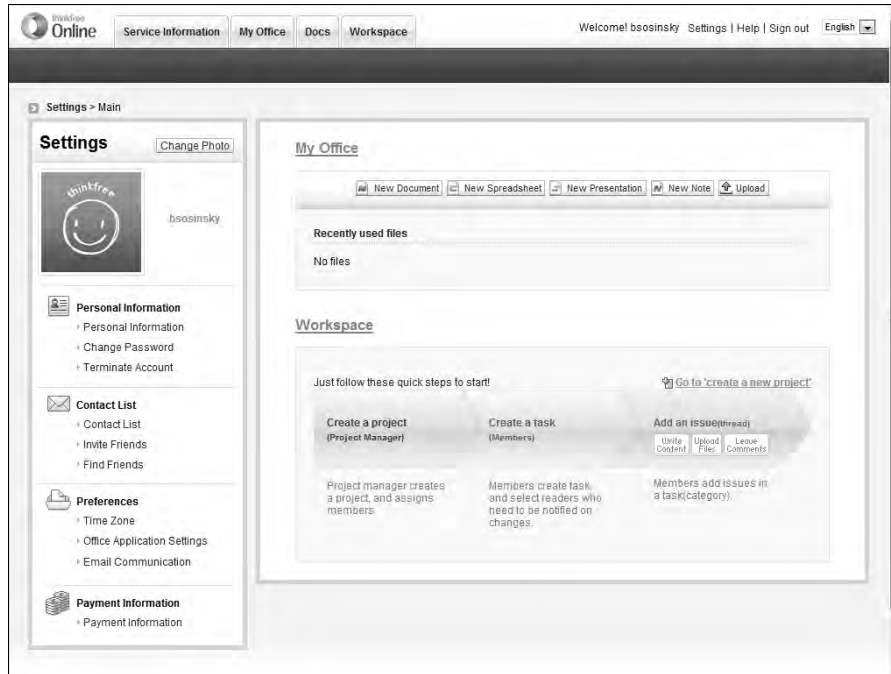 thinkfree
Online
Service Information
My Office
Docs
Workspace
Welcome! bsosinsky Settings | Help | Sign out
English
Settings > Main
Settings
Change Photo
thinkfree
bsosinsky
Personal Information
Personal Information
Change Password
Terminate Account
Contact List
Contact List
Invite Friends
Find Friends
Preferences
Time Zone
Office Application Settings
Email Communication
Payment Information
Payment Information
My Office
New Document
New Spreadsheet
New Presentation
New Note
Upload
Recently used files
No files
Workspace
Just follow these quick steps to start!
Go to 'create a new project'
Create a project
(Project Manager)
Project manager creates
a project, and assigns
members
Create a task
(Members)
Members create task,
and select readers who
need to be notified on
changes.
Add an issue(thread)
Write
Content
Upload
Files
Leave
Comments
Members add issues in
a task(category).